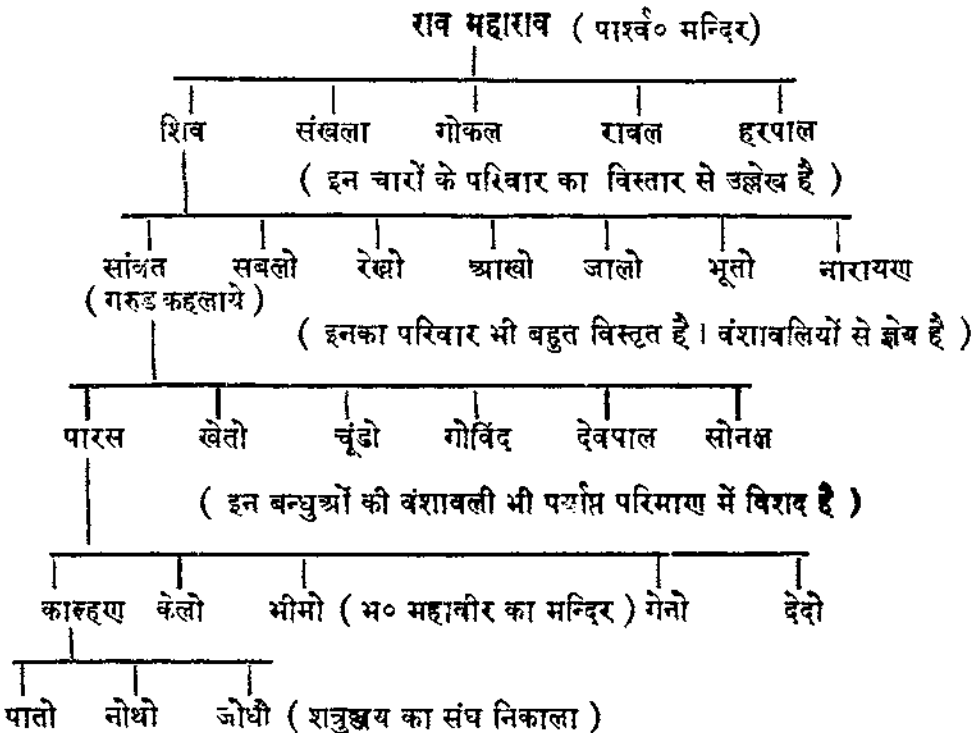 राव महाराव ( पार्श्व० मन्दिर)
शिव संखला गोकल रावल हरपाल
( इन चारों के परिवार का विस्तार से उल्लेख है )
सांवत सबलो रेखो आखो जालो भूतो नारायण
( गरुड कहलाये )
( इनका परिवार भी बहुत विस्तृत है । वंशावलियों से ज्ञेय है )
पारस खेतो चूंडो गोविंद देवपाल सोनक्ष
( इन बन्धुओं की वंशावली भी पर्याप्त परिमाण में विशद है )
काल्हण केलो भीमो ( भ० महावीर का मन्दिर ) गेनो देदो
पातो नोथो जोधो ( शत्रुञ्जय का संघ निकाला )